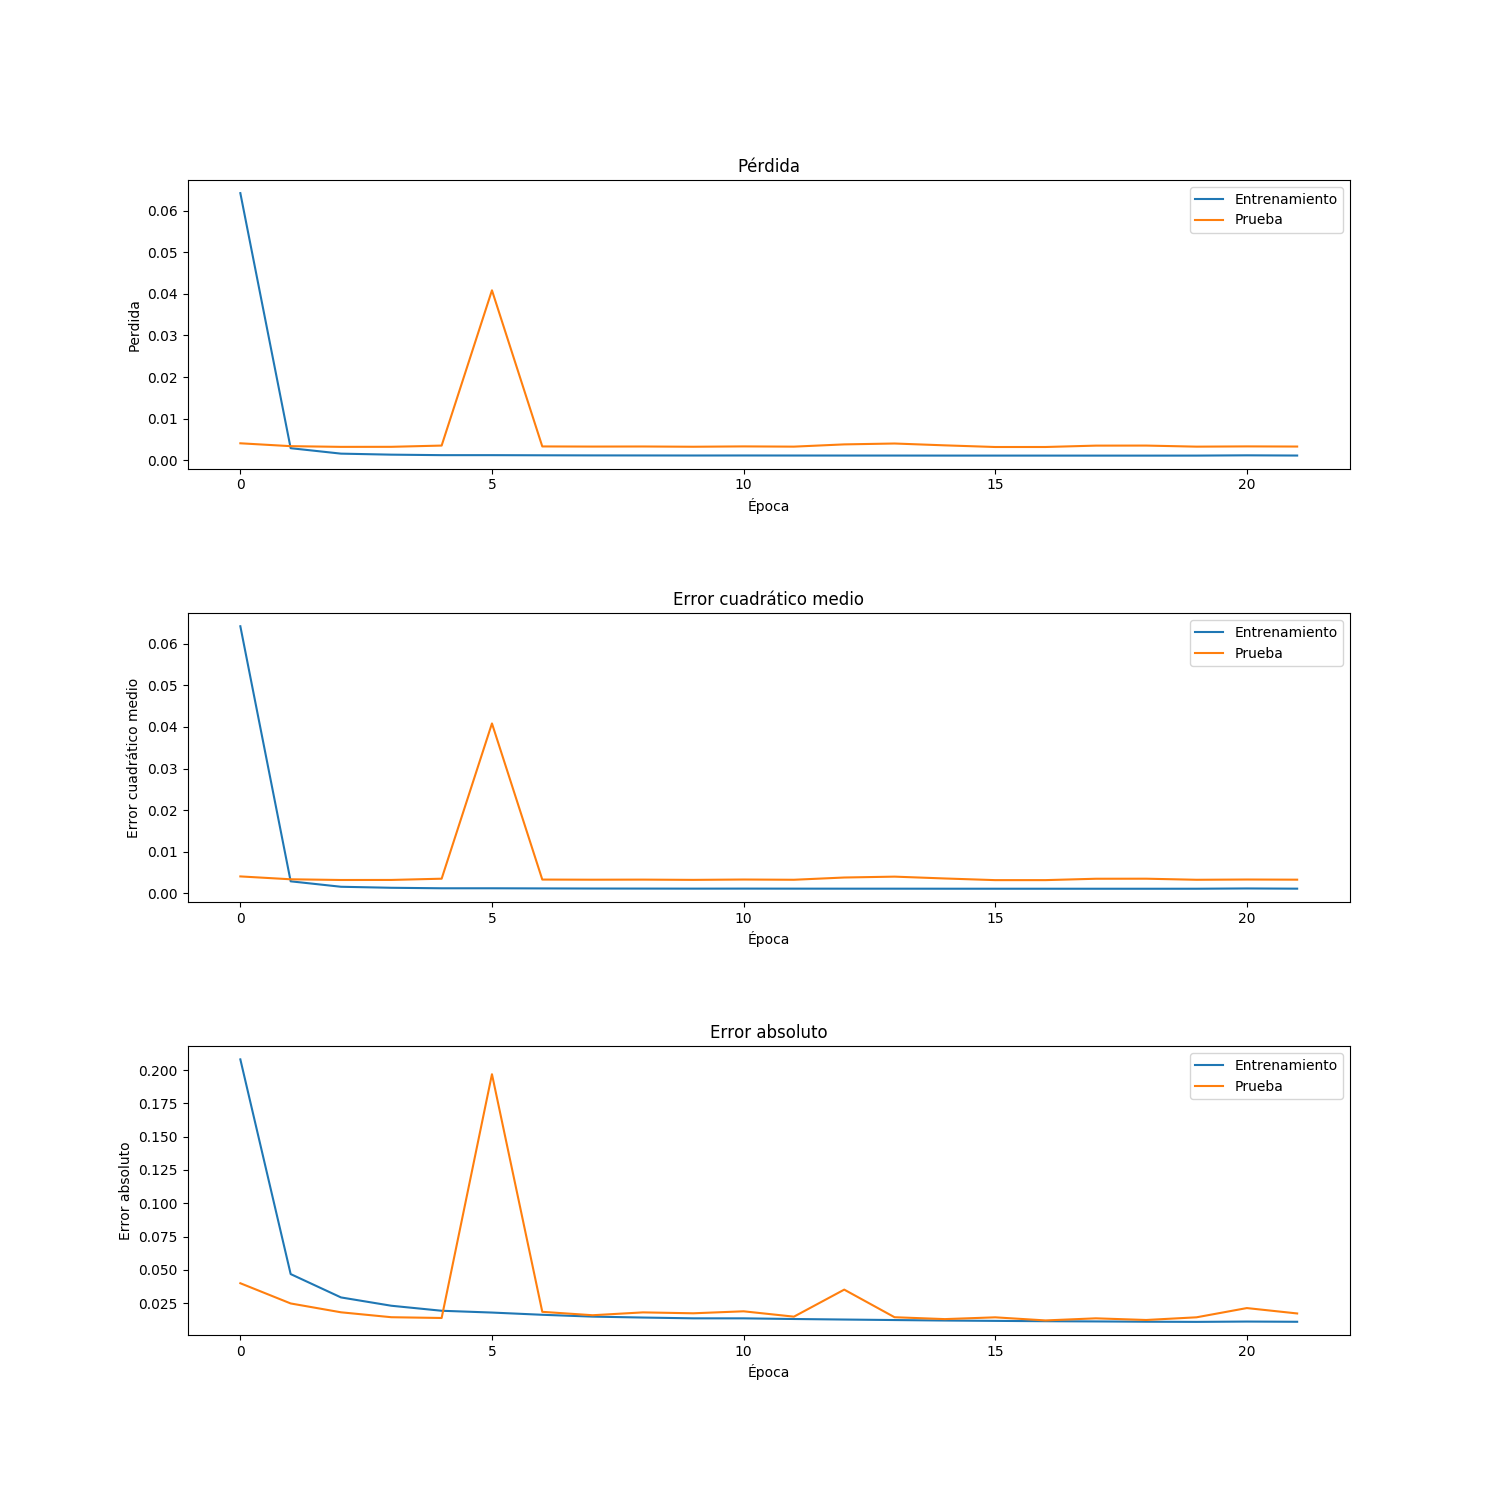 Pérdida
Entrenamiento
Prueba
0.06
0.05
0.04
0.03
0.02
0.01
0.00
Perdida
0 5 10 15 20
Época
Error cuadrático medio
Entrenamiento
Prueba
0.06
0.05
0.04
0.03
0.02
0.01
0.00
Error cuadrático medio
0 5 10 15 20
Época
Error absoluto
Entrenamiento
Prueba
0.200
0.175
0.150
0.125
0.100
0.075
0.050
0.025
Error absoluto
0 5 10 15 20
Época